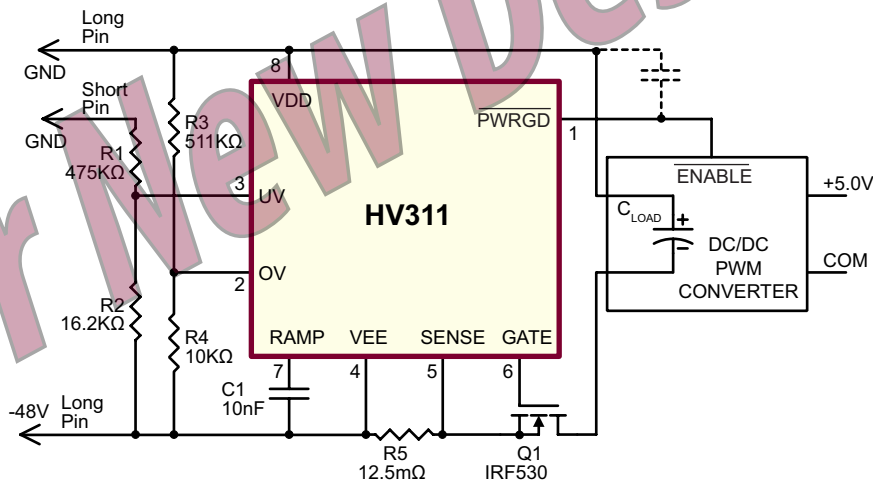 r New Des
Long
Pin
GND
Short
Pin
GND
R1
475KΩ
R3
511KΩ
8
VDD
PWRGD
1
ENABLE
+5.0V
3
UV
HV311
CLOAD
+
–
DC/DC
PWM
CONVERTER
COM
2
OV
R2
16.2KΩ
R4
10KΩ
RAMP
VEE
SENSE
GATE
7
4
5
6
C1
10nF
-48V
Long
Pin
R5
12.5mΩ
Q1
IRF530